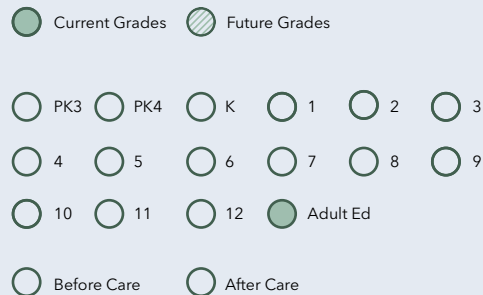 Current Grades Future Grades
PK3 PK4 K 1 2 3
4 5 6 7 8 9
10 11 12 Adult Ed
Before Care After Care